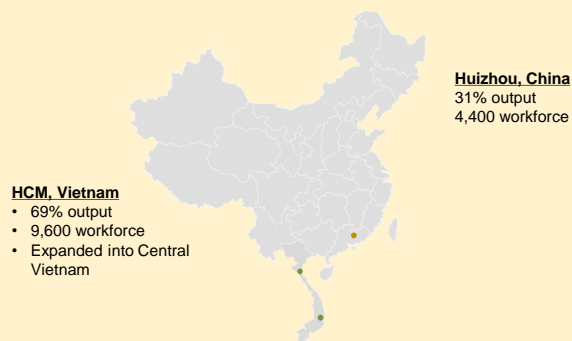 Huizhou, China
31% output
4,400 workforce
HCM, Vietnam
• 69% output
• 9,600 workforce
• Expanded into Central
Vietnam